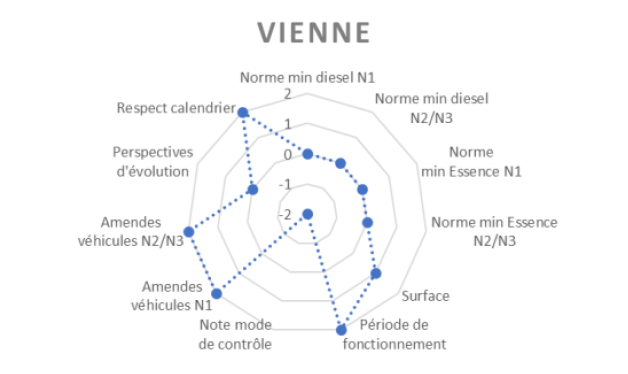 VIENNE
Norme min diesel N1
Norme min diesel
N2/N3
Norme
min Essence N1
Norme min Essence
N2/N3
Surface
Période de
fonctionnement
Note mode
de contrôle
Amendes
véhicules N1
Amendes
véhicules N2/N3
Perspectives
d'évolution
Respect calendrier
2
1
0
-1
-2